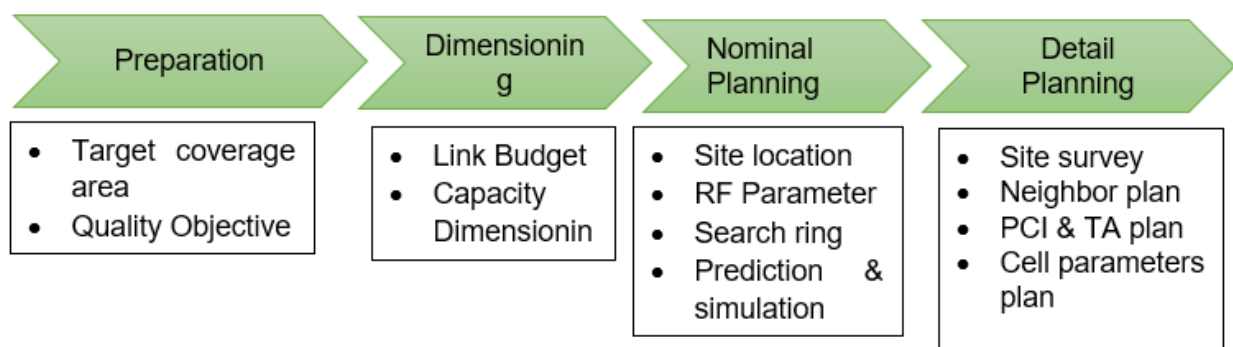 Preparation
Dimensionin
g
Nominal
Planning
Detail
Planning
• Target coverage
area
• Quality Objective
• Link Budget
• Capacity
Dimensionin
• Site location
• RF Parameter
• Search ring
• Prediction &
simulation
• Site survey
• Neighbor plan
• PCI & TA plan
• Cell parameters
plan